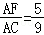 AF/AC = 5/9